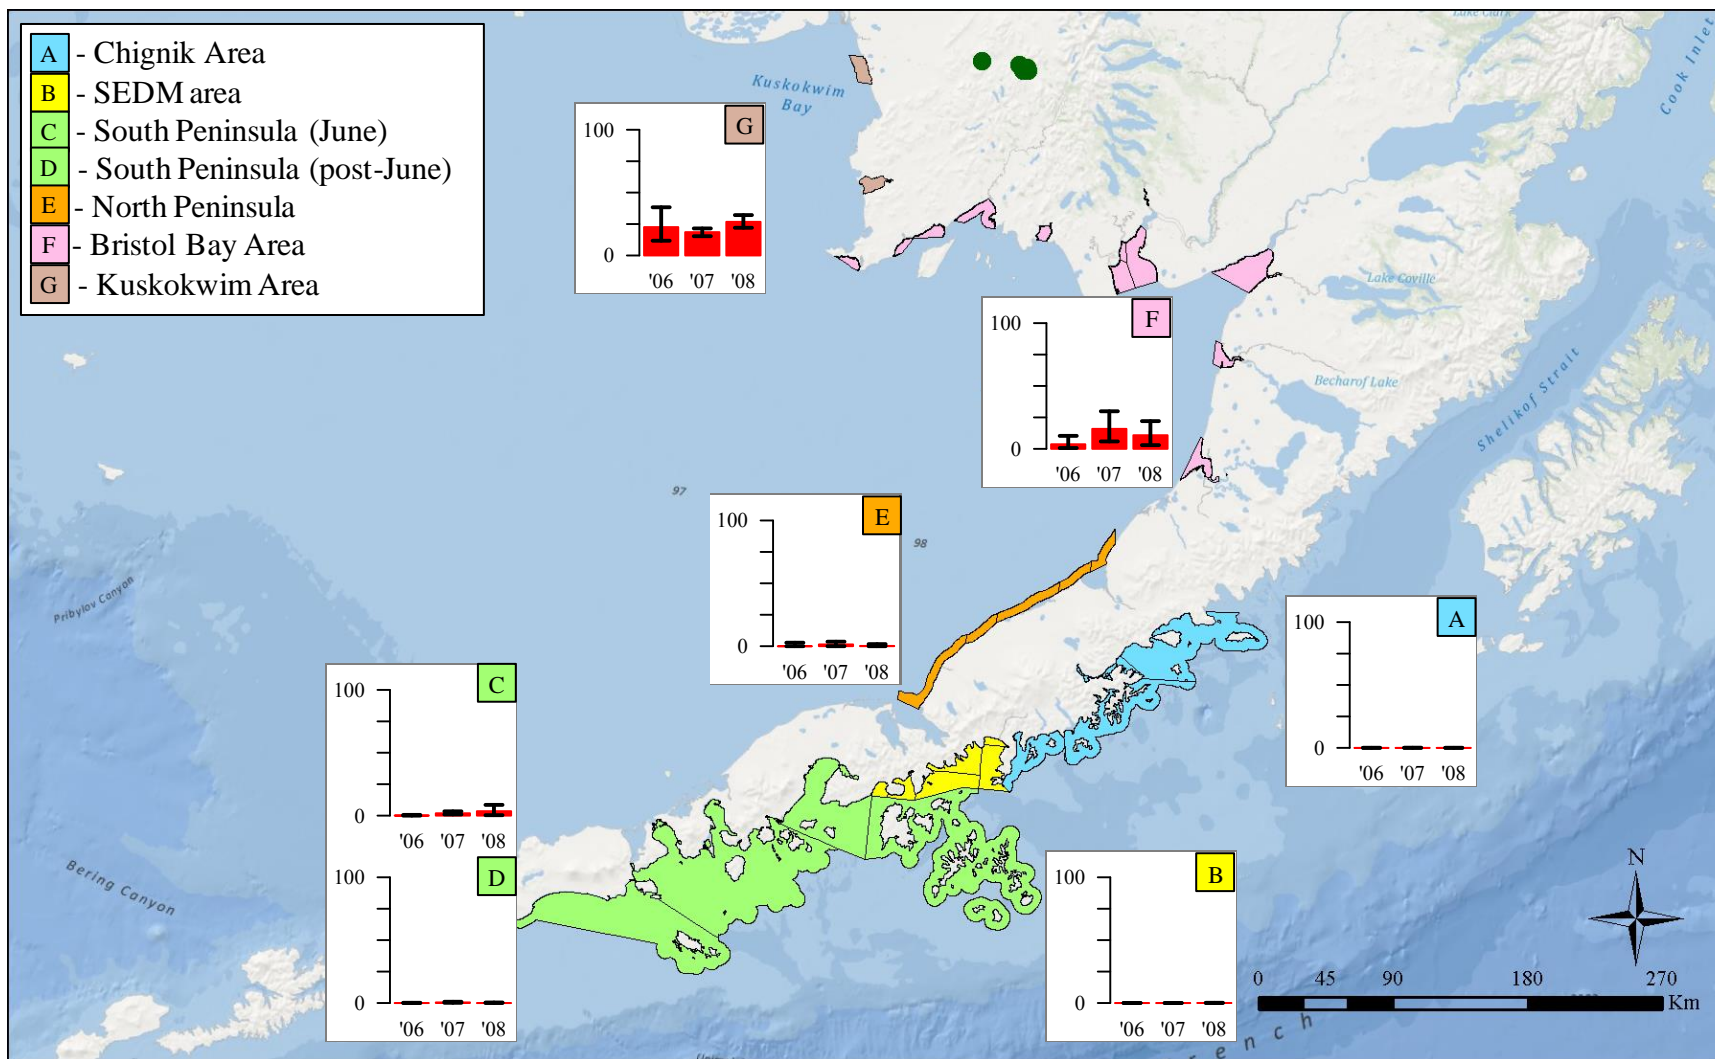 A - Chignik Area
B - SEDM area
C - South Peninsula (June)
D - South Peninsula (post-June)
E - North Peninsula
F - Bristol Bay Area
G - Kuskokwim Area
Lake Clark
Cook Inlet
Kuskokwim
Bay
G
100
0
'06 '07 '08
Lake Coville
F
100
0
'06 '07 '08
Becharof Lake
Shelikof Strait
97
98
E
100
0
'06 '07 '08
Pribylov Canyon
A
100
0
'06 '07 '08
C
100
0
'06 '07 '08
D
100
0
'06 '07 '08
B
100
0
'06 '07 '08
Bering Canyon
N
0 45 90 180 270
Km